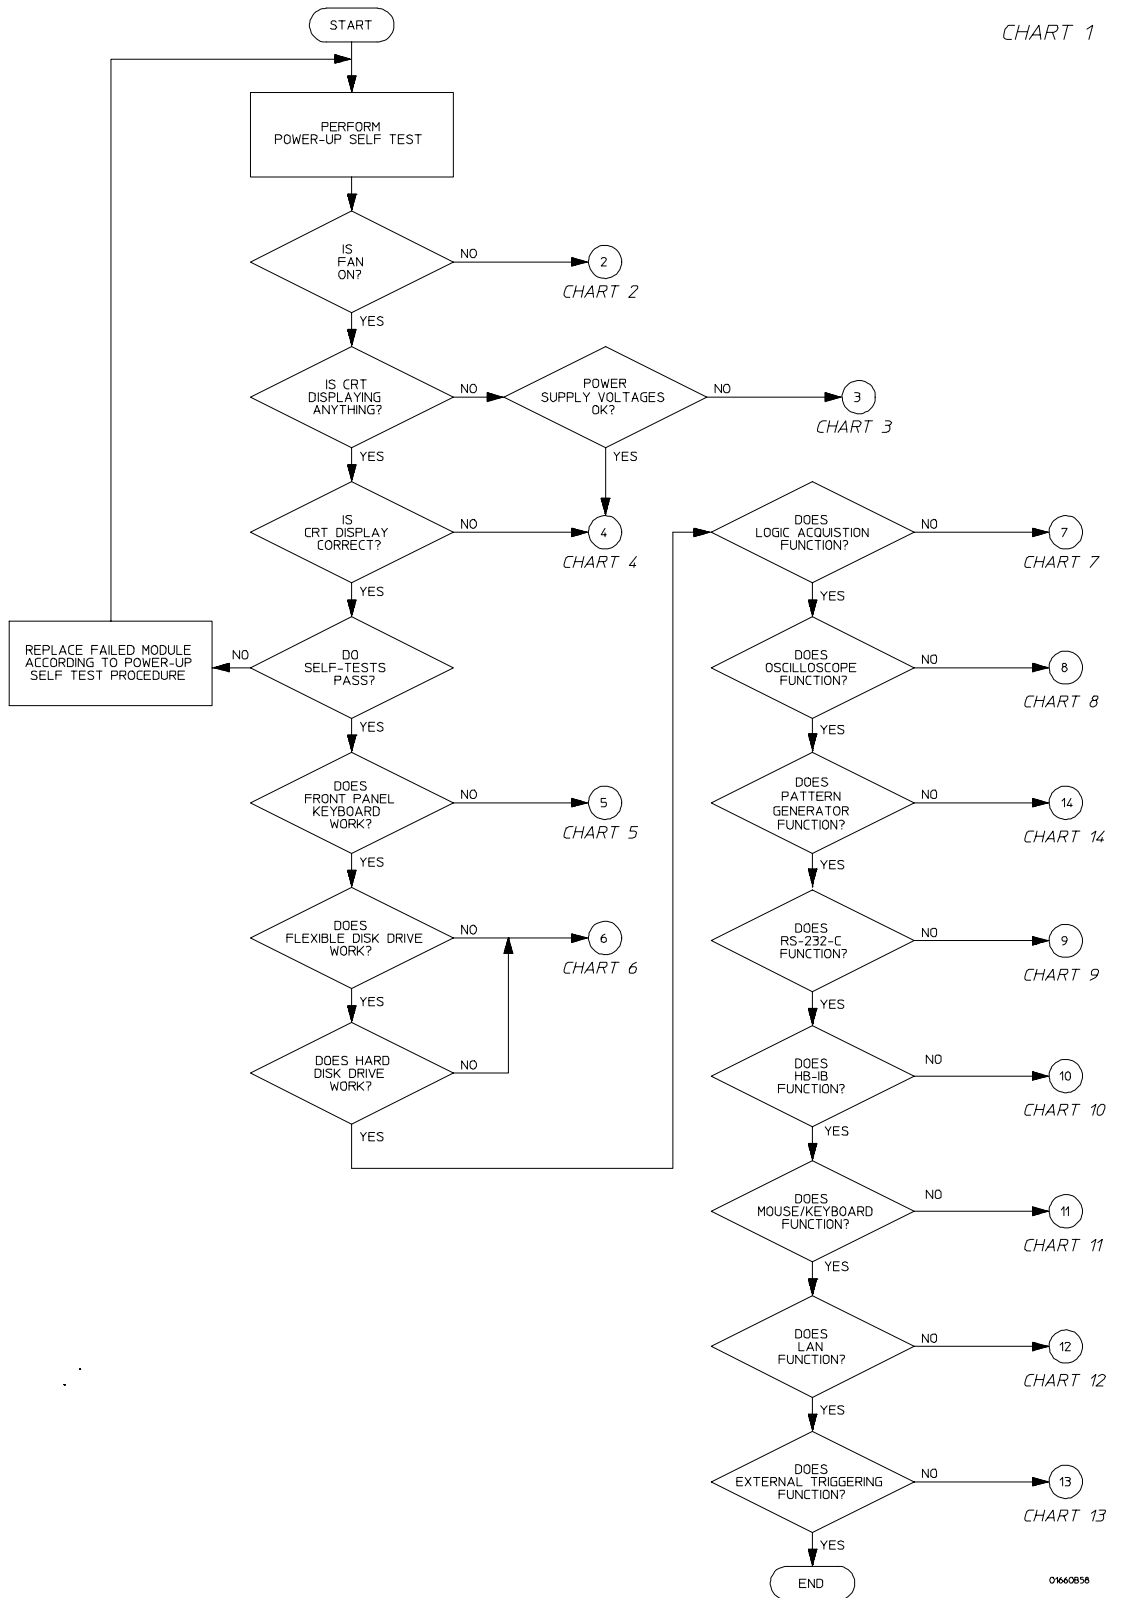 CHART 1
START
PERFORM
POWER-UP SELF TEST
IS
FAN
ON?
NO
2
CHART 2
YES
IS CRT
DISPLAYING
ANYTHING?
NO
POWER
SUPPLY VOLTAGES
OK?
NO
3
CHART 3
YES
YES
IS
CRT DISPLAY
CORRECT?
NO
4
CHART 4
YES
DO
SELF-TESTS
PASS?
NO
REPLACE FAILED MODULE
ACCORDING TO POWER-UP
SELF TEST PROCEDURE
YES
DOES
FRONT PANEL
KEYBOARD
WORK?
NO
5
CHART 5
YES
DOES
FLEXIBLE DISK DRIVE
WORK?
NO
6
CHART 6
YES
DOES HARD
DISK DRIVE
WORK?
NO
YES
DOES
LOGIC ACQUISTION
FUNCTION?
NO
7
CHART 7
YES
DOES
OSCILLOSCOPE
FUNCTION?
NO
8
CHART 8
YES
DOES
PATTERN
GENERATOR
FUNCTION?
NO
14
CHART 14
YES
DOES
RS-232-C
FUNCTION?
NO
9
CHART 9
YES
DOES
HB-IB
FUNCTION?
NO
10
CHART 10
YES
DOES
MOUSE/KEYBOARD
FUNCTION?
NO
11
CHART 11
YES
DOES
LAN
FUNCTION?
NO
12
CHART 12
YES
DOES
EXTERNAL TRIGGERING
FUNCTION?
NO
13
CHART 13
YES
END
01660B58